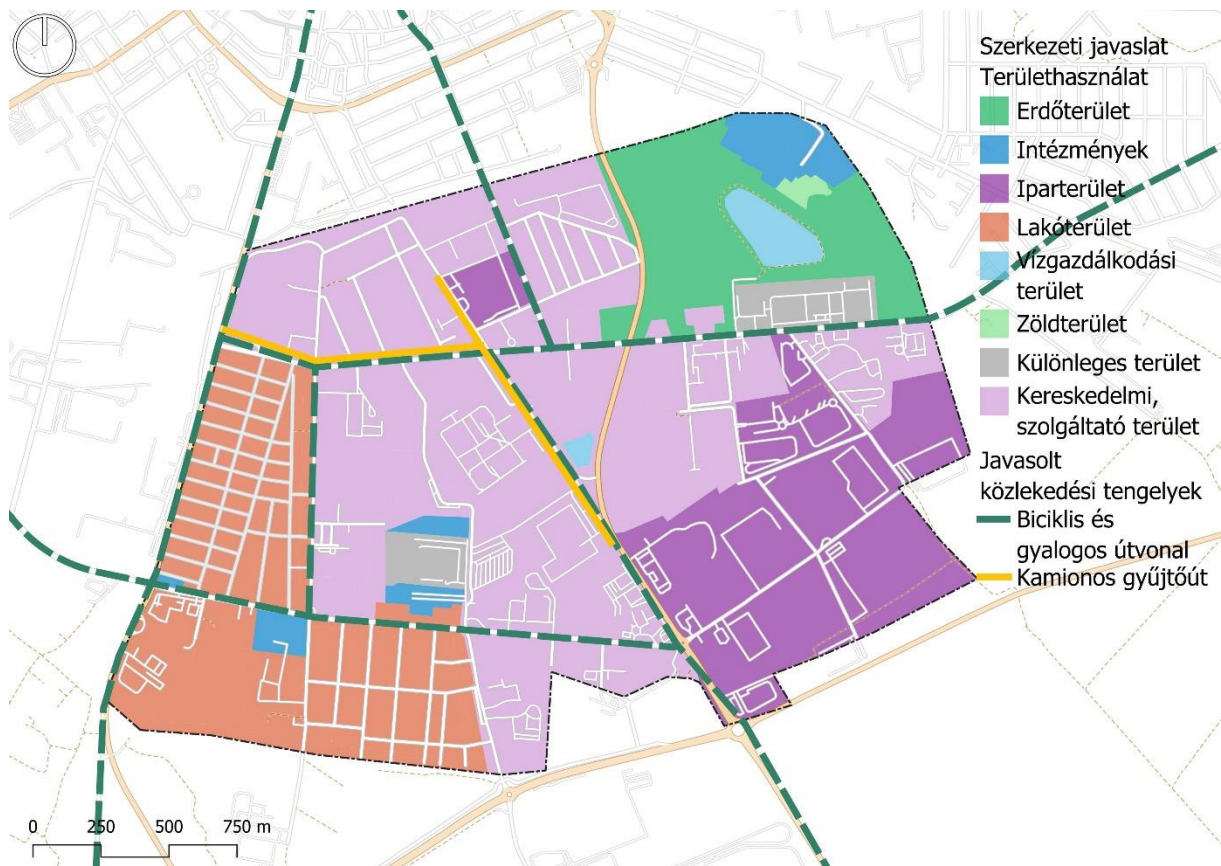 Szerkezeti javaslat
Területhasználat
Erdőterület
Intézmények
Iparterület
Lakóterület
Vízgazdálkodási
terület
Zöldterület
Különleges terület
Kereskedelmi,
szolgáltató terület
Javasolt
közlekedési tengelyek
Biciklis és
gyalogos útvonal
Kamionos gyűjtőút
0 250 500 750 m